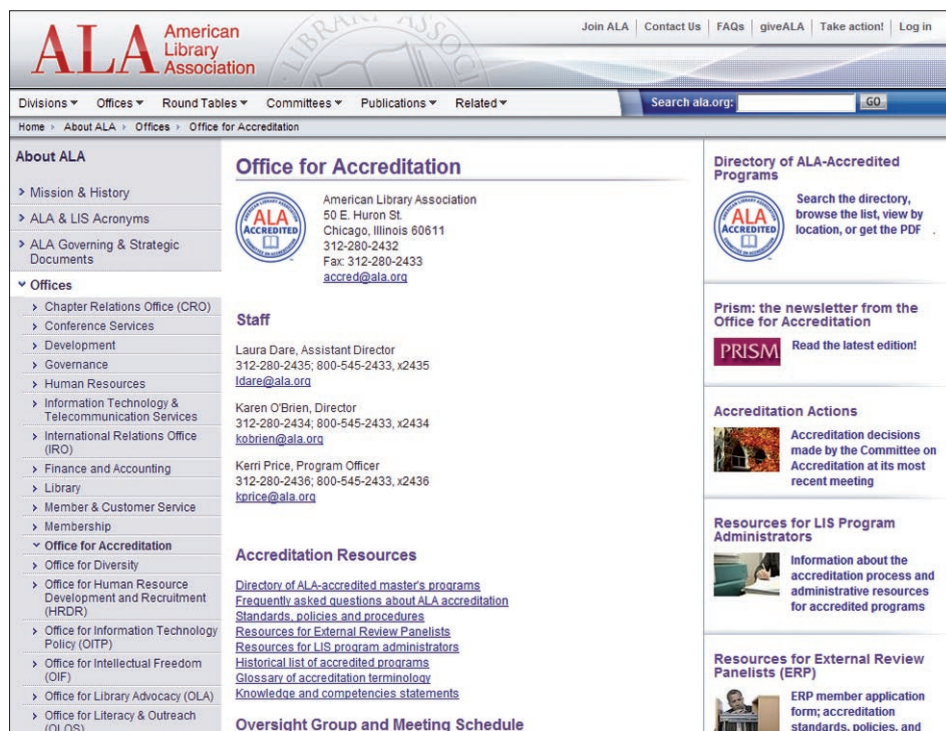 ALA American
Library
Association
LIBRARY ASSOC
Join ALA | Contact Us | FAQs | giveALA | Take action! | Log in
Divisions ▾ Offices ▾ Round Tables ▾ Committees ▾ Publications ▾ Related ▾
Search ala.org: GO
Home › About ALA › Offices › Office for Accreditation
About ALA
› Mission & History
› ALA & LIS Acronyms
› ALA Governing & Strategic
Documents
Offices
› Chapter Relations Office (CRO)
› Conference Services
› Development
› Governance
› Human Resources
› Information Technology &
Telecommunication Services
› International Relations Office
(IRO)
› Finance and Accounting
› Library
› Member & Customer Service
› Membership
Office for Accreditation
› Office for Diversity
› Office for Human Resource
Development and Recruitment
(HRDR)
› Office for Information Technology
Policy (OITP)
› Office for Intellectual Freedom
(OIF)
› Office for Library Advocacy (OLA)
› Office for Literacy & Outreach
(OLOS)
Office for Accreditation
AMERICAN LIBRARY ASSOCIATION
ALA
ACCREDITED
COMMITTEE ON ACCREDITATION
American Library Association
50 E. Huron St.
Chicago, Illinois 60611
312-280-2432
Fax: 312-280-2433
accred@ala.org
Staff
Laura Dare, Assistant Director
312-280-2435; 800-545-2433, x2435
ldare@ala.org
Karen O'Brien, Director
312-280-2434; 800-545-2433, x2434
kobrien@ala.org
Kerri Price, Program Officer
312-280-2436; 800-545-2433, x2436
kprice@ala.org
Accreditation Resources
Directory of ALA-accredited master's programs
Frequently asked questions about ALA accreditation
Standards, policies and procedures
Resources for External Review Panelists
Resources for LIS program administrators
Historical list of accredited programs
Glossary of accreditation terminology
Knowledge and competencies statements
Oversight Group and Meeting Schedule
Directory of ALA-Accredited
Programs
AMERICAN LIBRARY ASSOCIATION
ALA
ACCREDITED
COMMITTEE ON ACCREDITATION
Search the directory,
browse the list, view by
location, or get the PDF .
Prism: the newsletter from the
Office for Accreditation
PRISM
Read the latest edition!
Accreditation Actions
Accreditation decisions
made by the Committee on
Accreditation at its most
recent meeting
Resources for LIS Program
Administrators
Information about the
accreditation process and
administrative resources
for accredited programs
Resources for External Review
Panelists (ERP)
ERP member application
form; accreditation
standards, policies, and